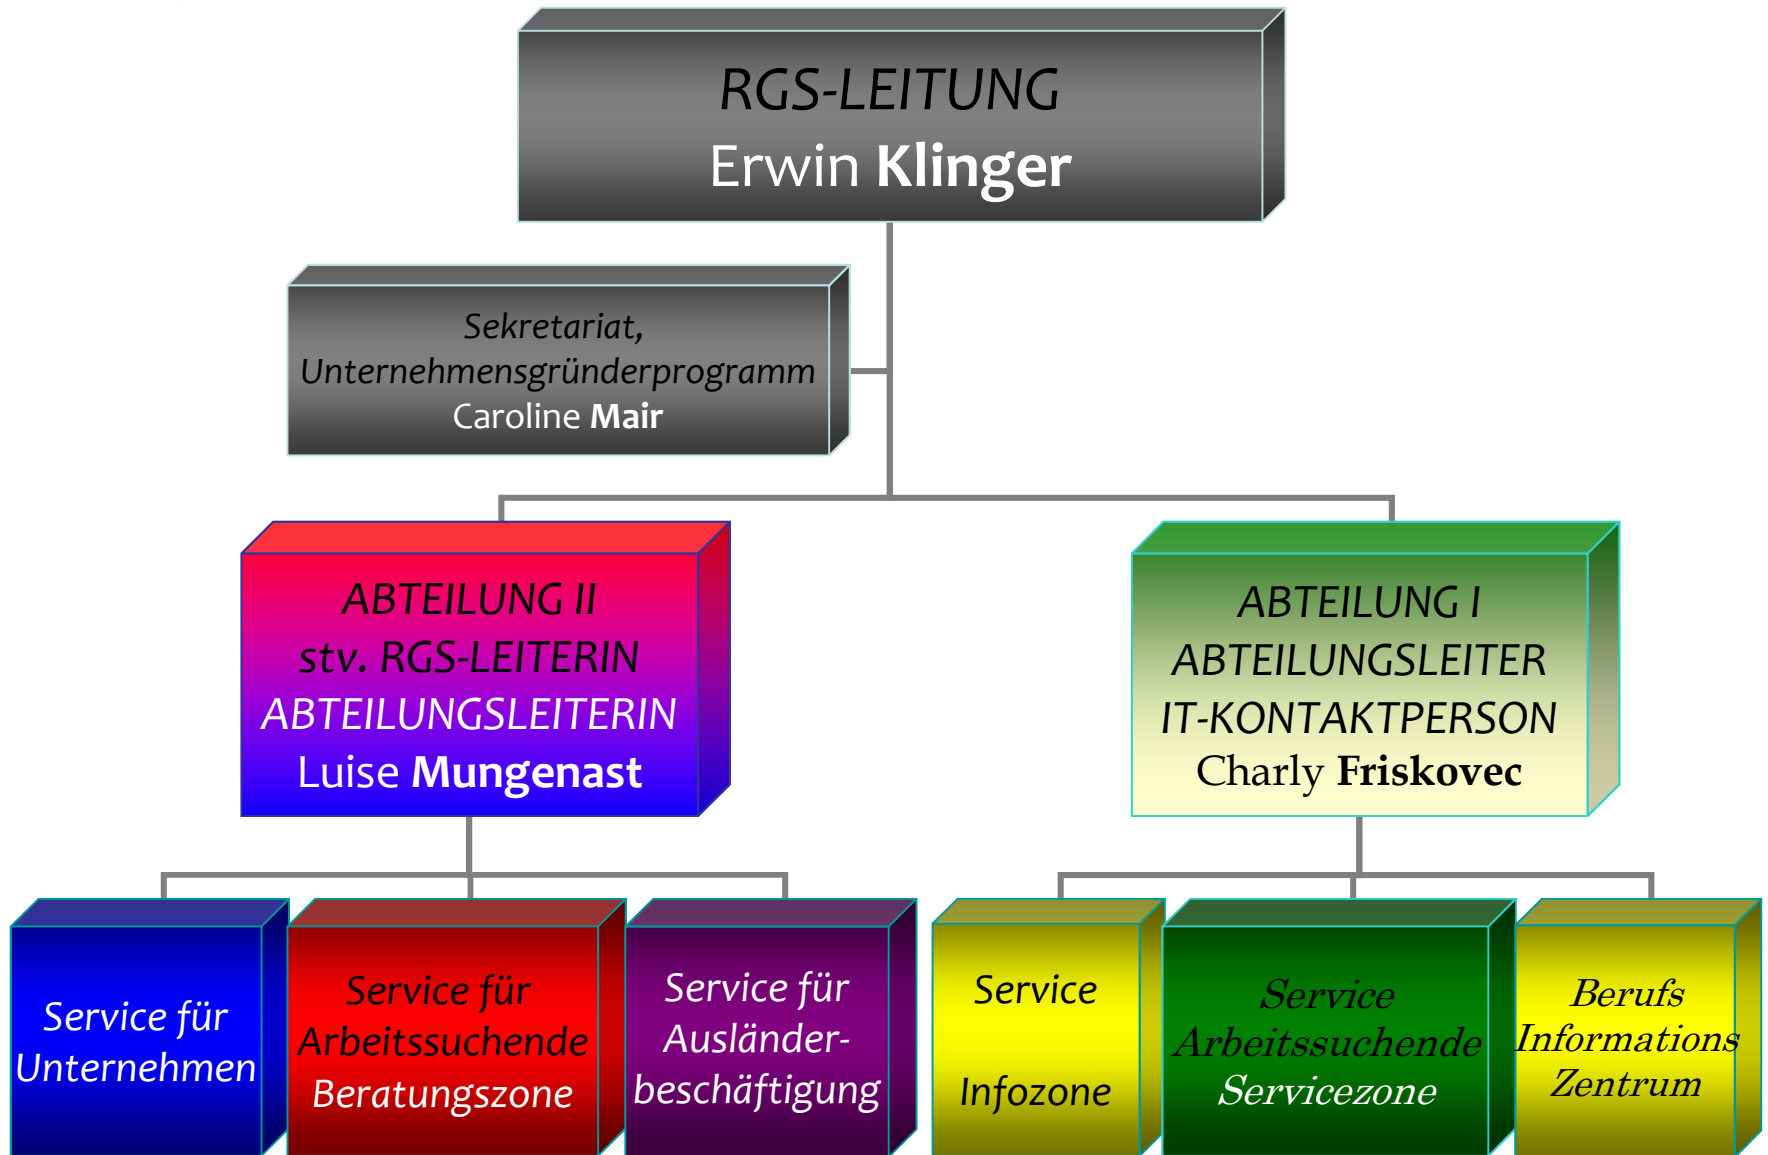 RGS-LEITUNG
Erwin Klinger
Sekretariat,
Unternehmensgründerprogramm
Caroline Mair
ABTEILUNG II
stv. RGS-LEITERIN
ABTEILUNGSLEITERIN
Luise Mungenast
ABTEILUNG I
ABTEILUNGSLEITER
IT-KONTAKTPERSON
Charly Friskovec
Service für
Unternehmen
Service für
Arbeitssuchende
Beratungszone
Service für
Ausländer-
beschäftigung
Service
Infozone
Service
Arbeitssuchende
Servicezone
Berufs
Informations
Zentrum